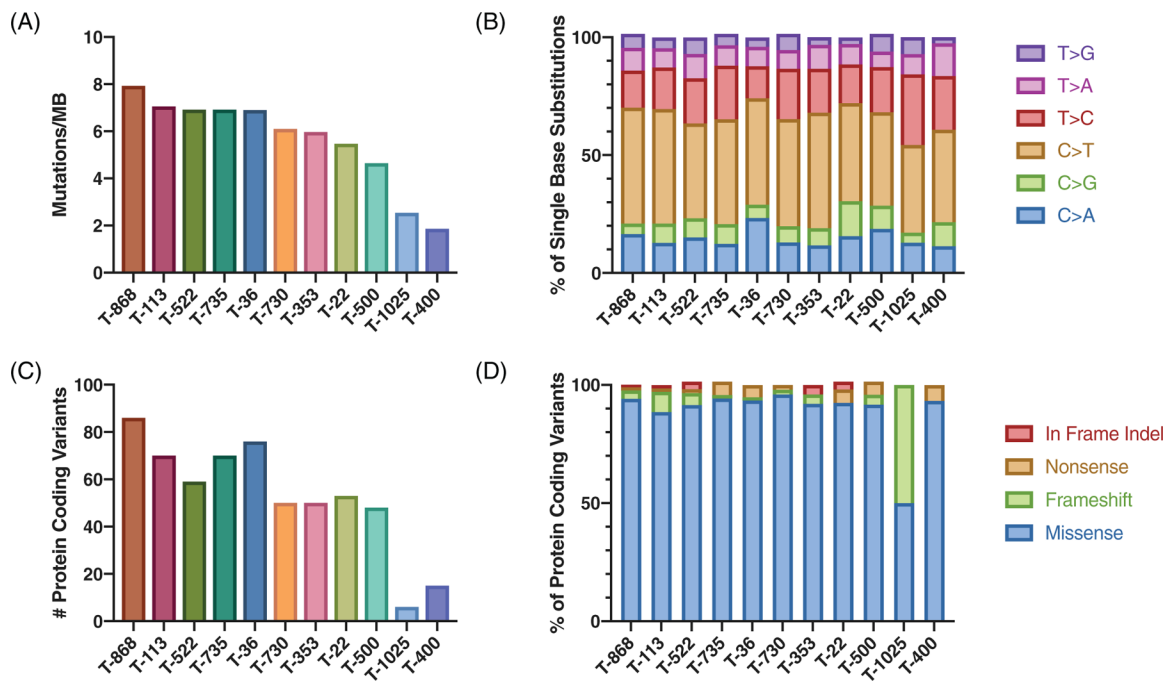 (A)
Mutations/MB
10
8
6
4
2
0
T-868
T-113
T-522
T-735
T-36
T-730
T-353
T-22
T-500
T-1025
T-400
(B)
% of Single Base Substitutions
100
50
0
T-868
T-113
T-522
T-735
T-36
T-730
T-353
T-22
T-500
T-1025
T-400
T>G
T>A
T>C
C>T
C>G
C>A
(C)
# Protein Coding Variants
100
80
60
40
20
0
T-868
T-113
T-522
T-735
T-36
T-730
T-353
T-22
T-500
T-1025
T-400
(D)
% of Protein Coding Variants
100
50
0
T-868
T-113
T-522
T-735
T-36
T-730
T-353
T-22
T-500
T-1025
T-400
In Frame Indel
Nonsense
Frameshift
Missense